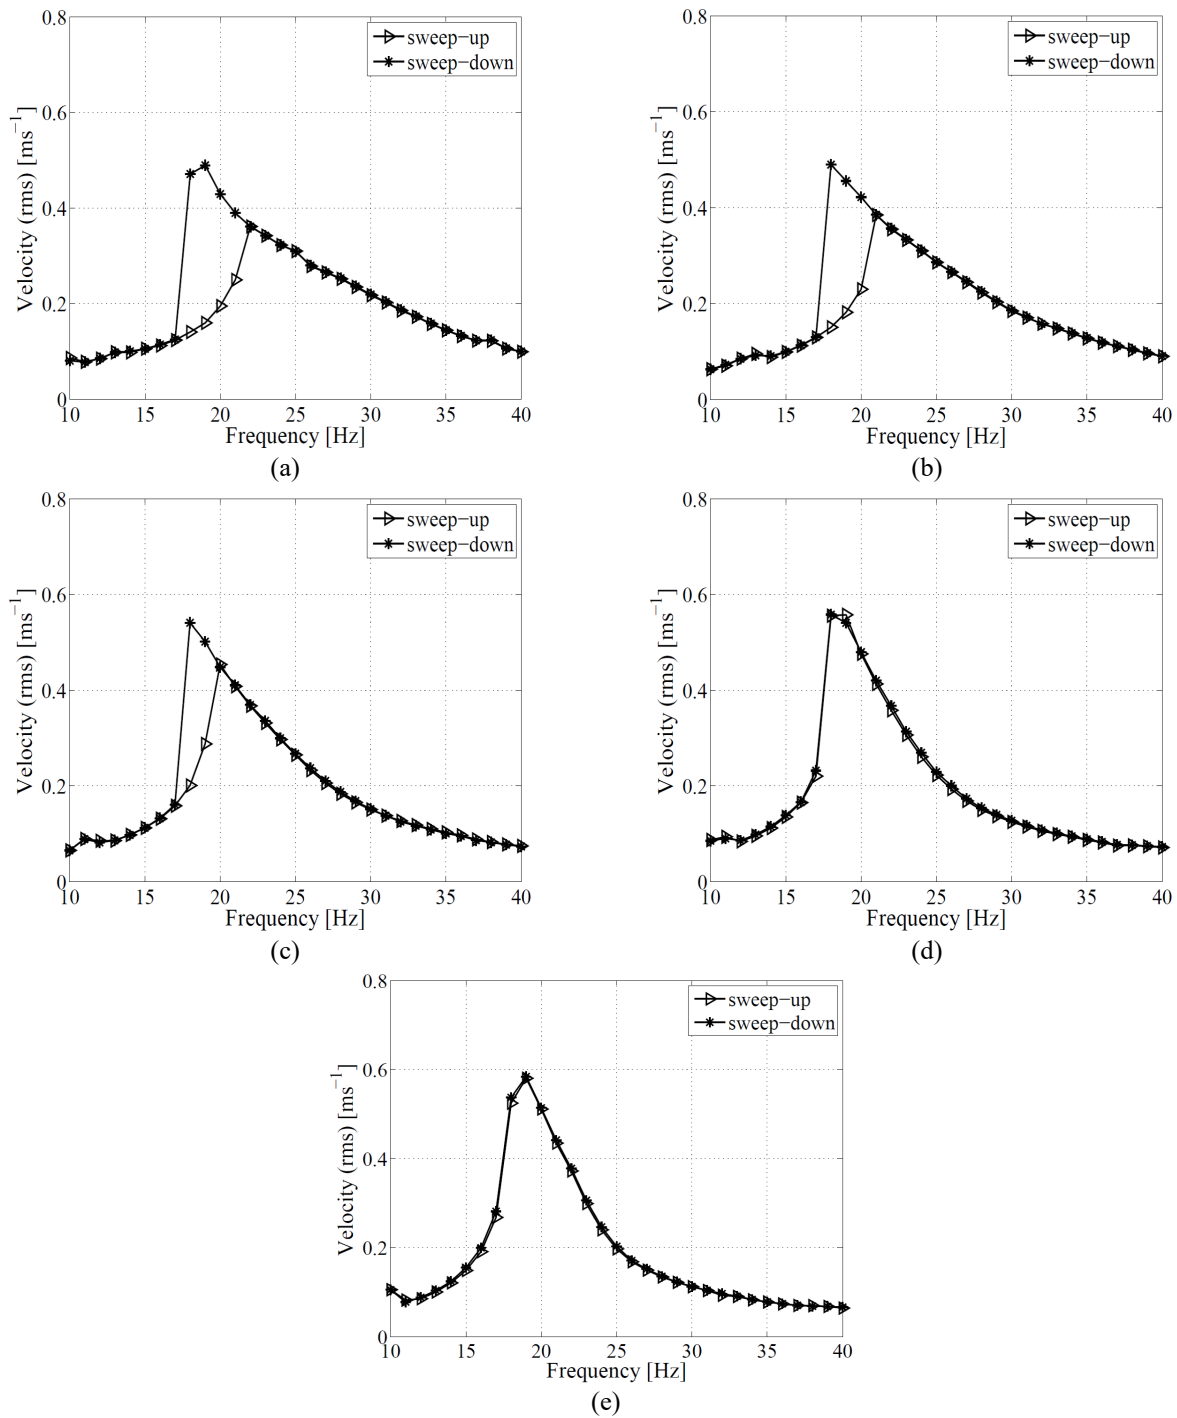 0.8
sweep−up
sweep−down
0.6
0.4
0.2
0
Velocity (rms) [ms⁻¹]
10 15 20 25 30 35 40
Frequency [Hz]
(a)
0.8
sweep−up
sweep−down
0.6
0.4
0.2
0
Velocity (rms) [ms⁻¹]
10 15 20 25 30 35 40
Frequency [Hz]
(b)
0.8
sweep−up
sweep−down
0.6
0.4
0.2
0
Velocity (rms) [ms⁻¹]
10 15 20 25 30 35 40
Frequency [Hz]
(c)
0.8
sweep−up
sweep−down
0.6
0.4
0.2
0
Velocity (rms) [ms⁻¹]
10 15 20 25 30 35 40
Frequency [Hz]
(d)
0.8
sweep−up
sweep−down
0.6
0.4
0.2
0
Velocity (rms) [ms⁻¹]
10 15 20 25 30 35 40
Frequency [Hz]
(e)